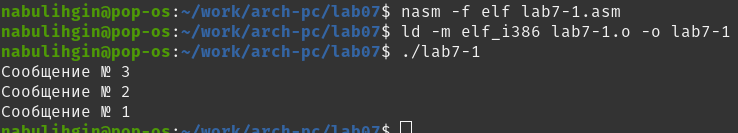 nabulihgin@pop-os:~/work/arch-pc/lab07$ nasm -f elf lab7-1.asm
nabulihgin@pop-os:~/work/arch-pc/lab07$ ld -m elf_i386 lab7-1.o -o lab7-1
nabulihgin@pop-os:~/work/arch-pc/lab07$ ./lab7-1
Сообщение № 3
Сообщение № 2
Сообщение № 1
nabulihgin@pop-os:~/work/arch-pc/lab07$